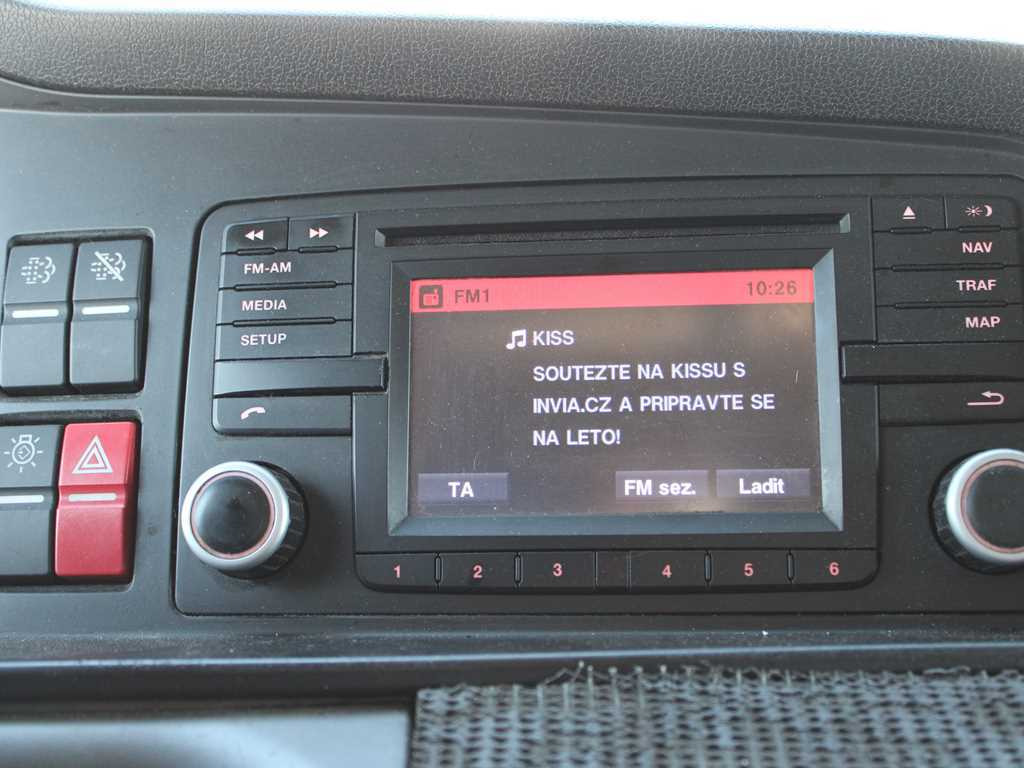 FM-AM
MEDIA
SETUP
FM1 10:26
KISS
SOUTEZTE NA KISSU S
INVIA.CZ A PRIPRAVTE SE
NA LETO!
TA FM sez. Ladit
NAV
TRAF
MAP
1 2 3 4 5 6